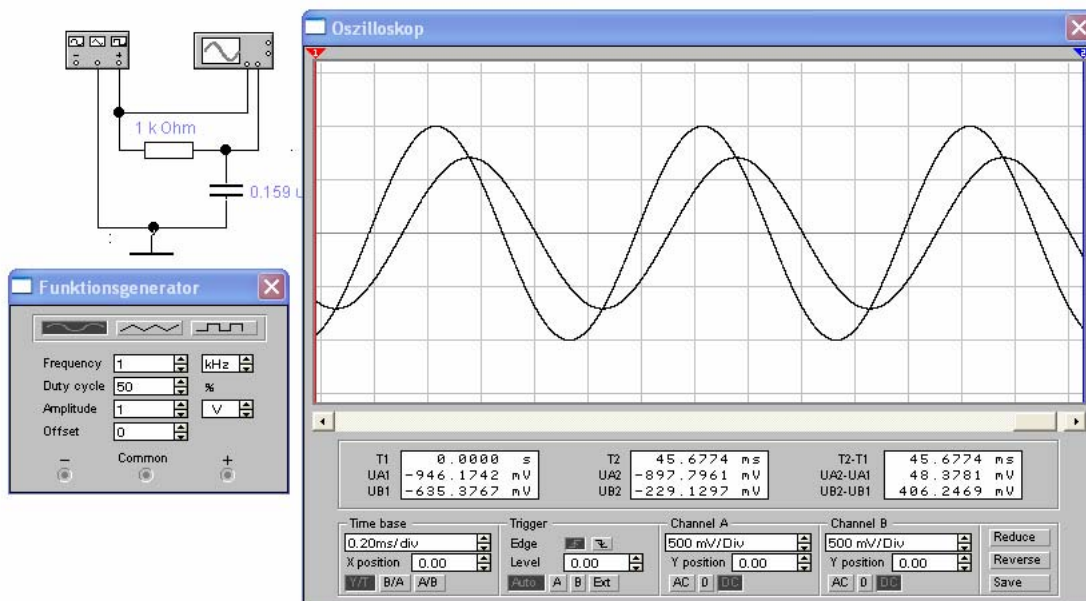 Oszilloskop
1
2
1 k Ohm
0.159 u
Funktionsgenerator
Frequency 1 kHz
Duty cycle 50 %
Amplitude 1 V
Offset 0
− Common +
T1 0.0000 s
UA1 -946.1742 mV
UB1 -635.3767 mV
T2 45.6774 ms
UA2 -897.7961 mV
UB2 -229.1297 mV
T2-T1 45.6774 ms
UA2-UA1 48.3781 mV
UB2-UB1 406.2469 mV
Time base
0.20ms/div
X position 0.00
Y/T B/A A/B
Trigger
Edge
Level 0.00
Auto A B Ext
Channel A
500 mV/Div
Y position 0.00
AC 0 DC
Channel B
500 mV/Div
Y position 0.00
AC 0 DC
Reduce
Reverse
Save